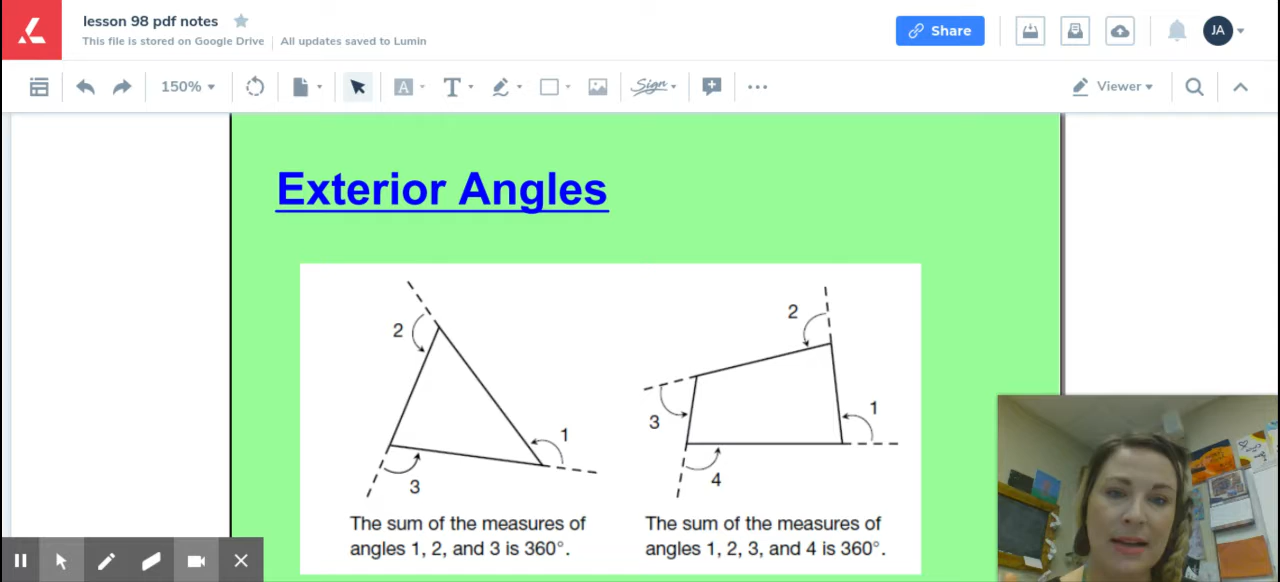 lesson 98 pdf notes
This file is stored on Google Drive
All updates saved to Lumin
Share
JA
150%
A
T
Sign
Viewer
Exterior Angles
2
1
3
The sum of the measures of
angles 1, 2, and 3 is 360°.
2
1
3
4
The sum of the measures of
angles 1, 2, 3, and 4 is 360°.